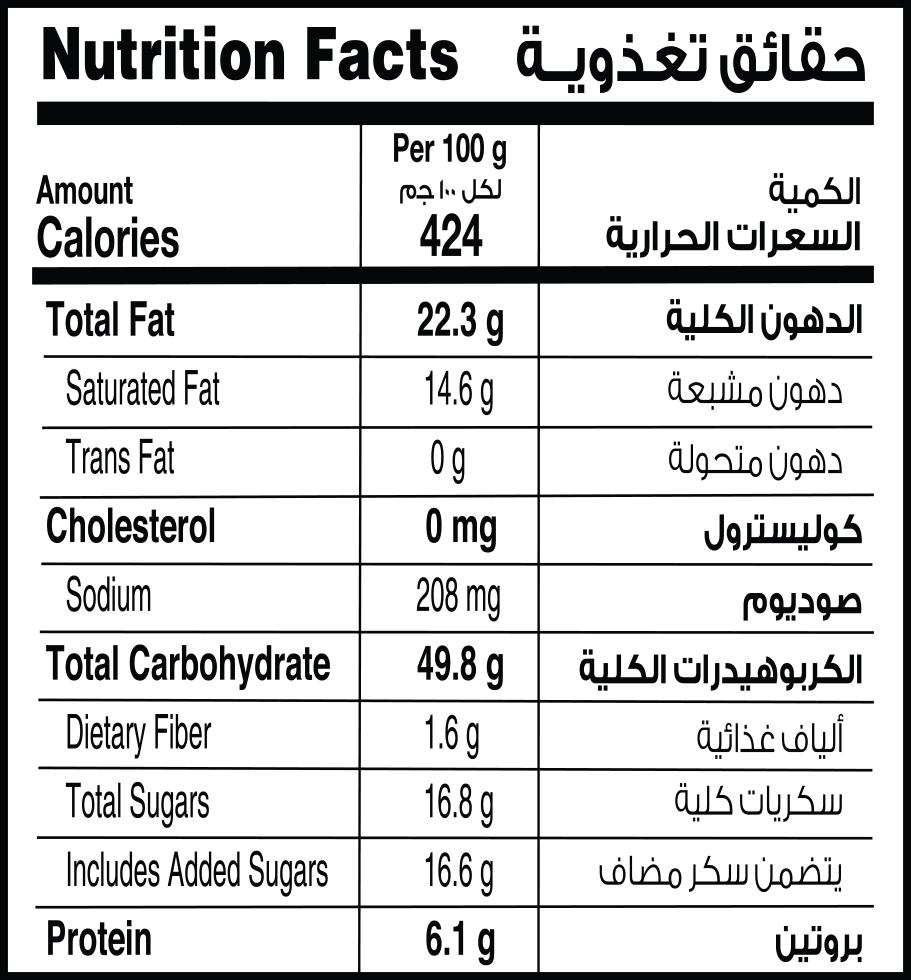 Nutrition Facts حقائق تغذوية
Per 100 g
Amount لكل ١٠٠ جم الكمية
Calories 424 السعرات الحرارية
Total Fat 22.3 g الدهون الكلية
Saturated Fat 14.6 g دهون مشبعة
Trans Fat 0 g دهون متحولة
Cholesterol 0 mg كوليسترول
Sodium 208 mg صوديوم
Total Carbohydrate 49.8 g الكربوهيدرات الكلية
Dietary Fiber 1.6 g ألياف غذائية
Total Sugars 16.8 g سكريات كلية
Includes Added Sugars 16.6 g يتضمن سكر مضاف
Protein 6.1 g بروتين